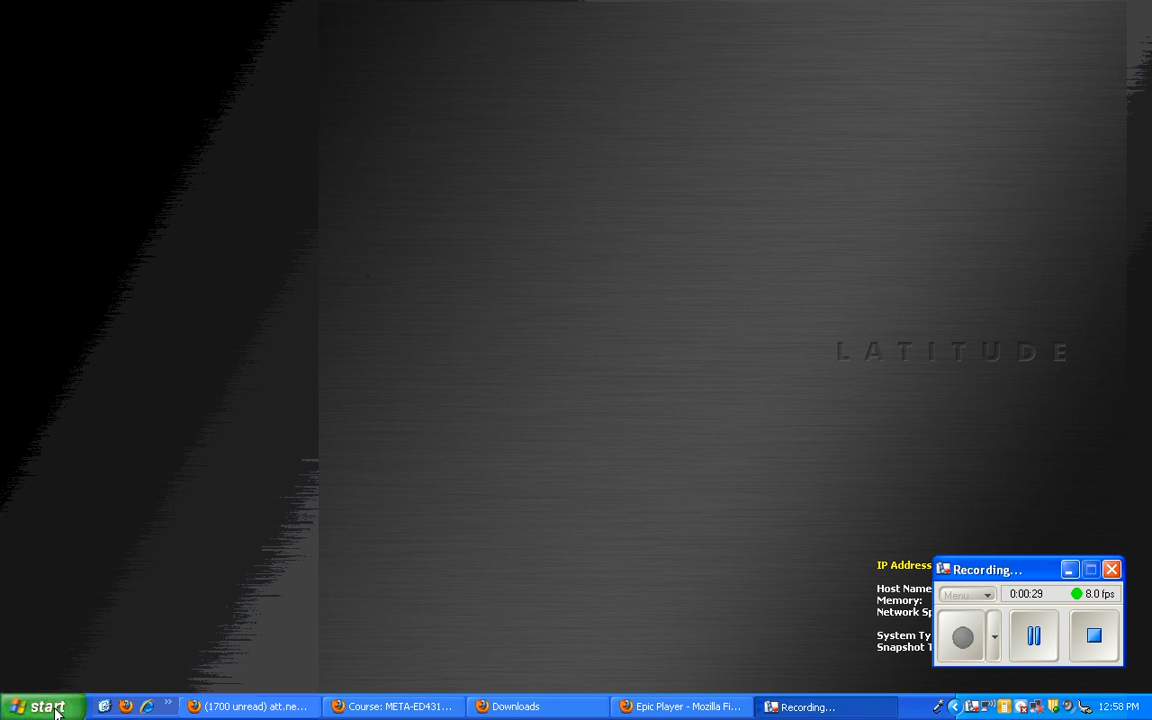 LATITUDE
IP Address
Host Name
Memory:
Network Sp
System Ty
Snapshot T
Recording...
Menu
0:00:29
8.0 fps
start
(1700 unread) att.ne...
Course: META-ED431...
Downloads
Epic Player - Mozilla Fi...
Recording...
12:58 PM